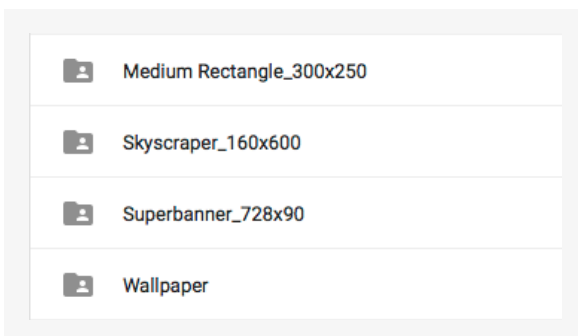 Medium Rectangle_300x250
Skyscraper_160x600
Superbanner_728x90
Wallpaper